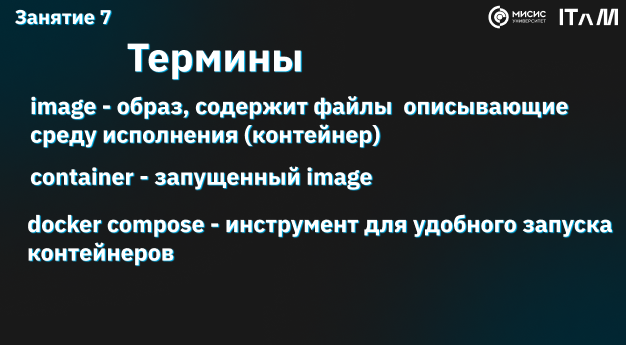 Занятие 7
МИСИС
УНИВЕРСИТЕТ
ITAM
Термины
image - образ, содержит файлы описывающие
среду исполнения (контейнер)
container - запущенный image
docker compose - инструмент для удобного запуска
контейнеров